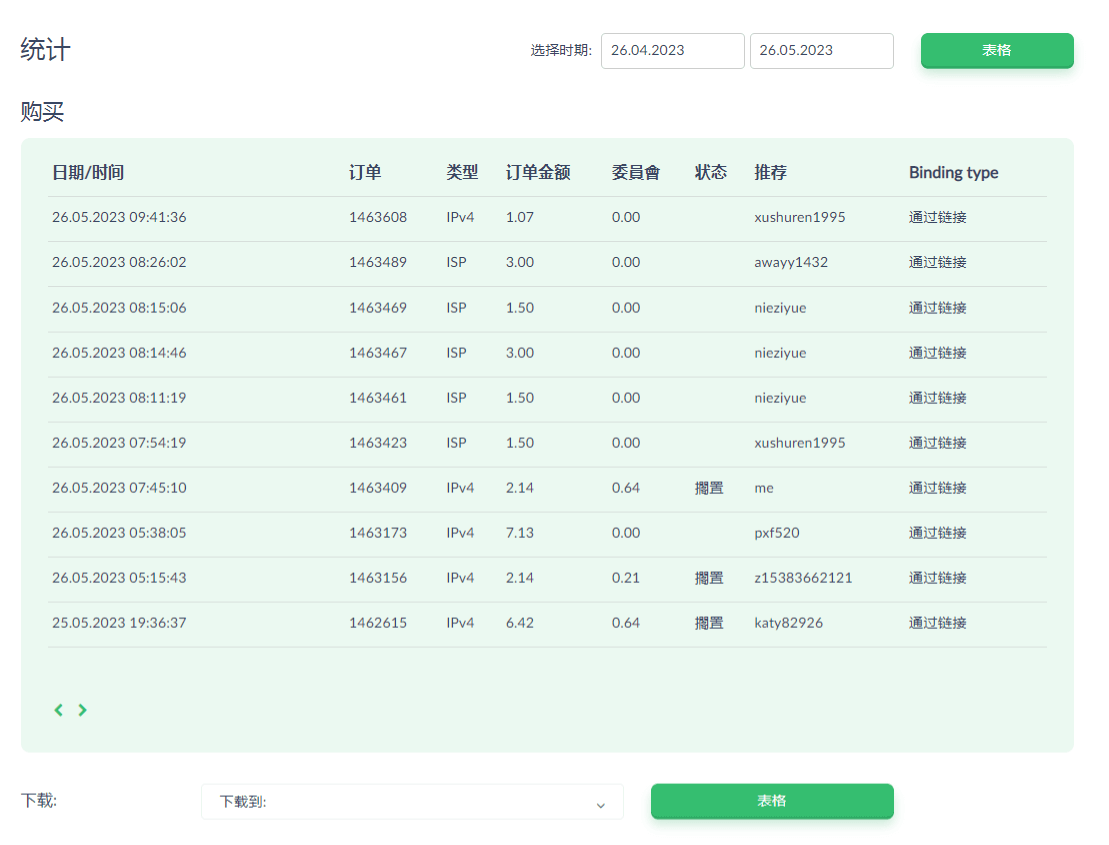 统计
选择时期: 26.04.2023 26.05.2023 表格
购买
日期/时间 订单 类型 订单金额 委員會 状态 推荐 Binding type
26.05.2023 09:41:36 1463608 IPv4 1.07 0.00 xushuren1995 通过链接
26.05.2023 08:26:02 1463489 ISP 3.00 0.00 awayy1432 通过链接
26.05.2023 08:15:06 1463469 ISP 1.50 0.00 nieziyue 通过链接
26.05.2023 08:14:46 1463467 ISP 3.00 0.00 nieziyue 通过链接
26.05.2023 08:11:19 1463461 ISP 1.50 0.00 nieziyue 通过链接
26.05.2023 07:54:19 1463423 ISP 1.50 0.00 xushuren1995 通过链接
26.05.2023 07:45:10 1463409 IPv4 2.14 0.64 擱置 me 通过链接
26.05.2023 05:38:05 1463173 IPv4 7.13 0.00 pxf520 通过链接
26.05.2023 05:15:43 1463156 IPv4 2.14 0.21 擱置 z15383662121 通过链接
25.05.2023 19:36:37 1462615 IPv4 6.42 0.64 擱置 katy82926 通过链接
下载: 下载到: 表格